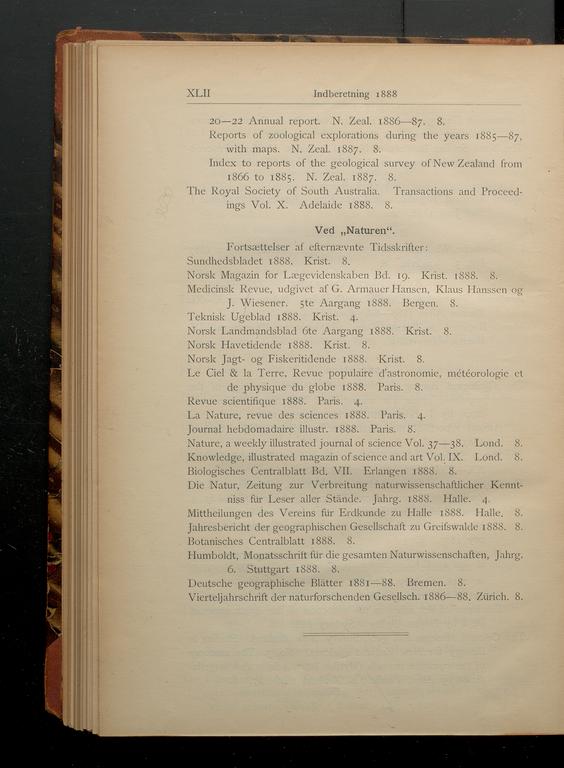 XLII Indberetning 1888
20—22 Annual report. N. Zeal. 1886—87. 8.
Reports of zoological explorations during the years 1885—87,
with maps. N. Zeal. 1887. 8.
Index to reports of the geological survey of New Zealand from
1866 to 1885. N. Zeal. 1887. 8.
The Royal Society of South Australia. Transactions and Proceed-
ings Vol. X. Adelaide 1888. 8.
Ved „Naturen“.
Fortsættelser af efternævnte Tidsskrifter:
Sundhedsbladet 1888. Krist. 8.
Norsk Magazin for Lægevidenskaben Bd. 19. Krist. 1888. 8.
Medicinsk Revue, udgivet af G. Armauer Hansen, Klaus Hanssen og
J. Wiesener. 5te Aargang 1888. Bergen. 8.
Teknisk Ugeblad 1888. Krist. 4.
Norsk Landmandsblad 6te Aargang 1888. Krist. 8.
Norsk Havetidende 1888. Krist. 8.
Norsk Jagt- og Fiskeritidende 1888. Krist. 8.
Le Ciel & la Terre, Revue populaire d'astronomie, météorologie et
de physique du globe 1888. Paris. 8.
Revue scientifique 1888. Paris. 4.
La Nature, revue des sciences 1888. Paris. 4.
Journal hebdomadaire illustr. 1888. Paris. 8.
Nature, a weekly illustrated journal of science Vol. 37—38. Lond. 8.
Knowledge, illustrated magazin of science and art Vol. IX. Lond. 8.
Biologisches Centralblatt Bd. VII. Erlangen 1888. 8.
Die Natur, Zeitung zur Verbreitung naturwissenschaftlicher Kennt-
niss für Leser aller Stände. Jahrg. 1888. Halle. 4.
Mittheilungen des Vereins für Erdkunde zu Halle 1888. Halle. 8.
Jahresbericht der geographischen Gesellschaft zu Greifswalde 1888. 8.
Botanisches Centralblatt 1888. 8.
Humboldt, Monatsschrift für die gesamten Naturwissenschaften, Jahrg.
6. Stuttgart 1888. 8.
Deutsche geographische Blätter 1881—88. Bremen. 8.
Vierteljahrschrift der naturforschenden Gesellsch. 1886—88. Zürich. 8.